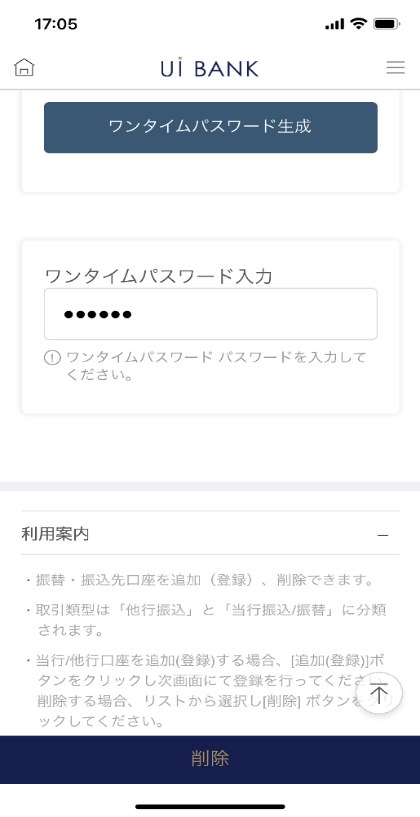 17:05
UI BANK
ワンタイムパスワード生成
ワンタイムパスワード入力
●●●●●●
ワンタイムパスワード パスワードを入力して
ください。
利用案内
・振替・振込先口座を追加（登録）、削除できます。
・取引類型は「他行振込」と「当行振込/振替」に分類
されます。
・当行/他行口座を追加(登録)する場合、[追加(登録)]ボ
タンをクリックし次画面にて登録を行ってくださ
削除する場合、リストから選択し[削除] ボタンを
ックしてください。
削除